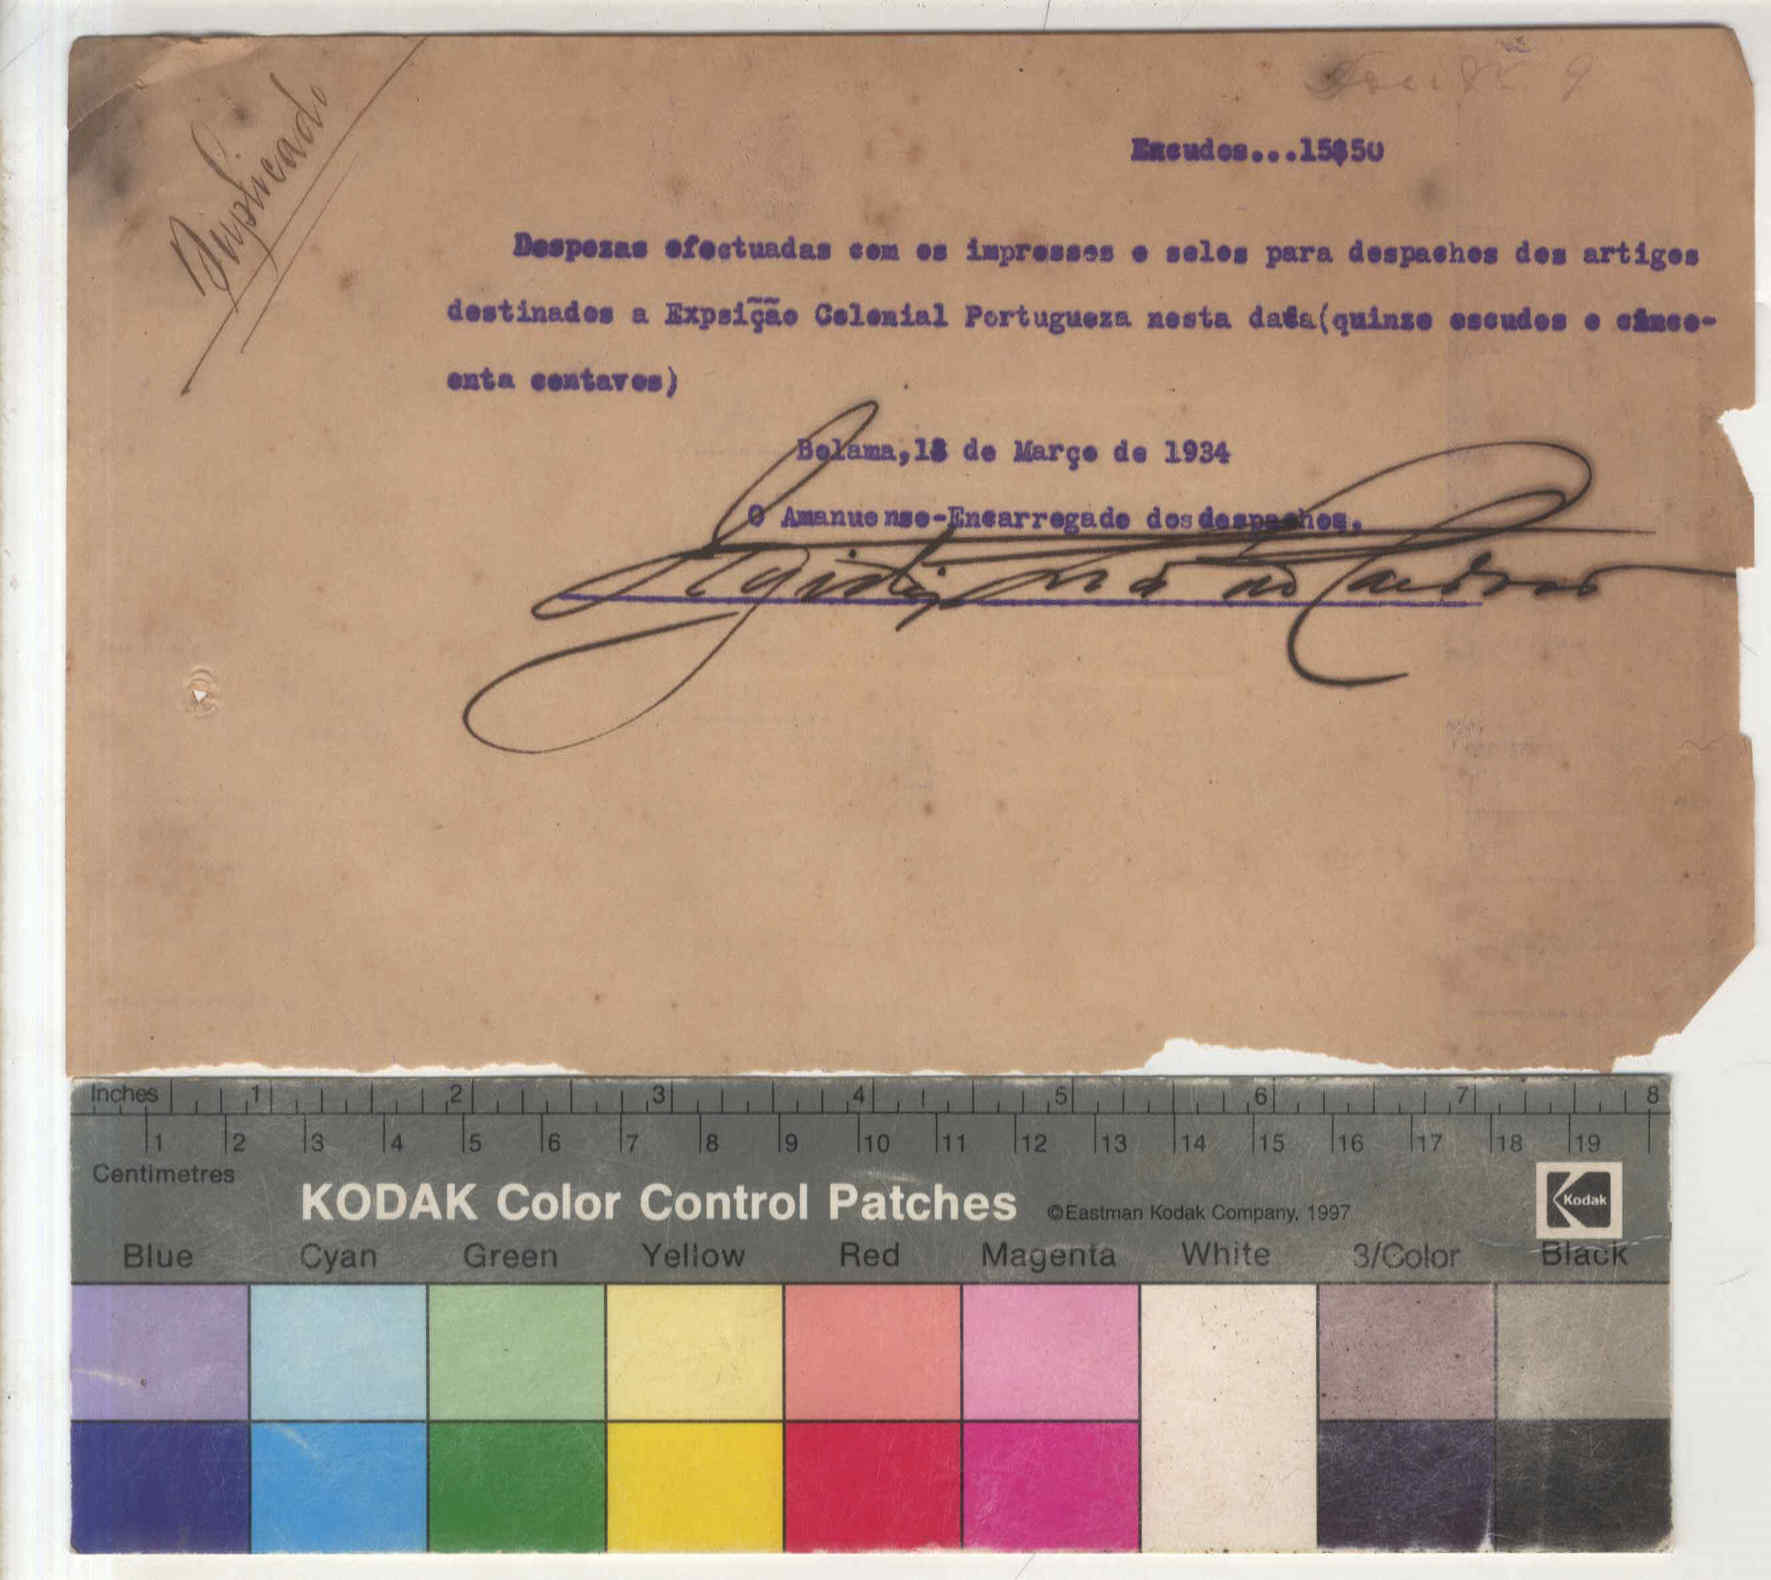 Duplicado
Escudos...15$50
Despezas efectuadas com os impressos e selos para despachos dos artigos
destinados a Expsição Colonial Portugueza nesta data(quinze escudos e cinco-
enta centavos)
Bolama,18 de Março de 1934
O Amanuense-Encarregado dos despachos.
Inches 1 2 3 4 5 6 7 8
1 2 3 4 5 6 7 8 9 10 11 12 13 14 15 16 17 18 19
Centimetres
KODAK Color Control Patches ©Eastman Kodak Company, 1997 Kodak
Blue Cyan Green Yellow Red Magenta White 3/Color Black